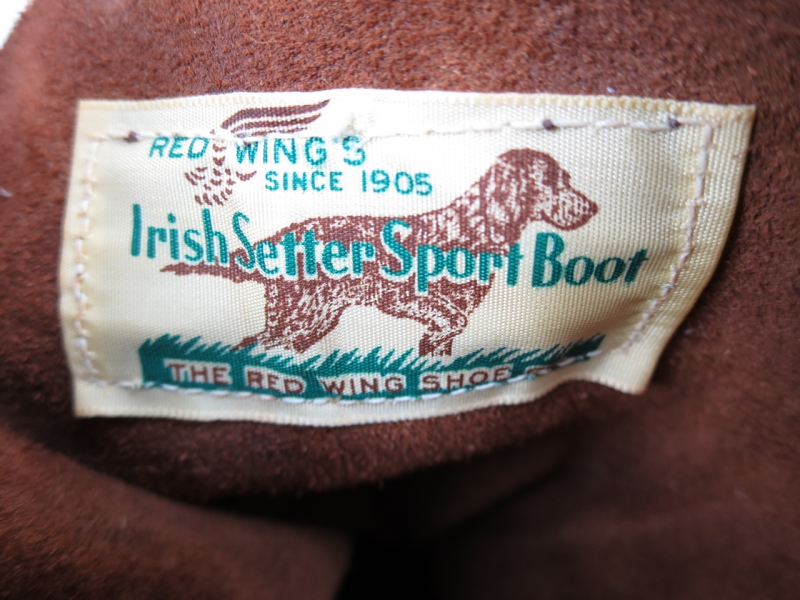 RED WING'S
SINCE 1905
Irish Setter Sport Boot
THE RED WING SHOE